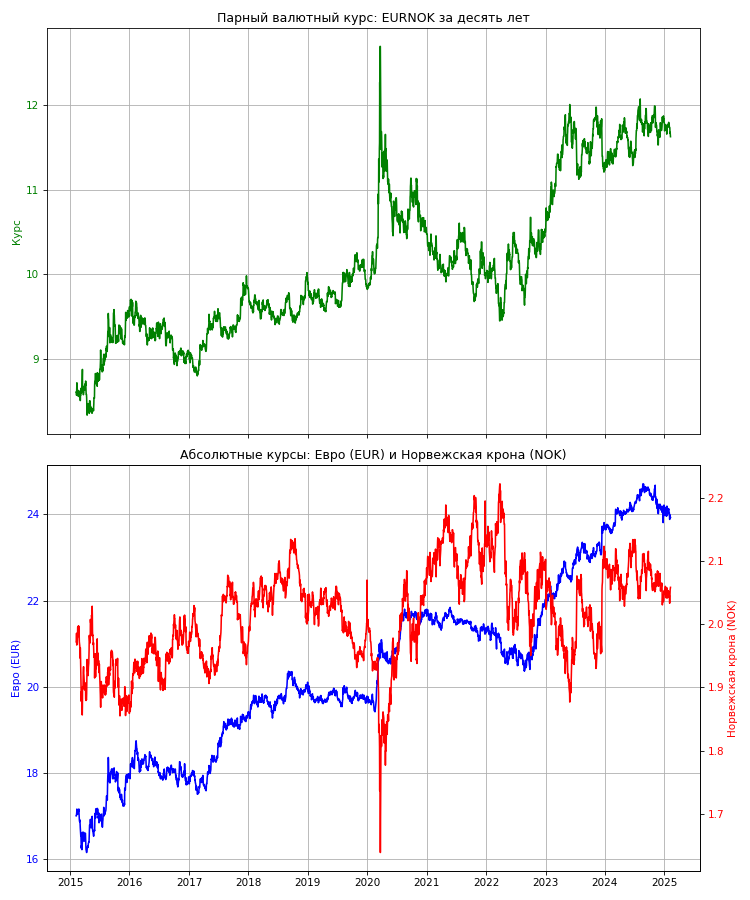 Парный валютный курс: EURNOK за десять лет
12
11
10
9
Курс
Абсолютные курсы: Евро (EUR) и Норвежская крона (NOK)
24
22
20
18
16
Евро (EUR)
2.2
2.1
2.0
1.9
1.8
1.7
Норвежская крона (NOK)
2015 2016 2017 2018 2019 2020 2021 2022 2023 2024 2025